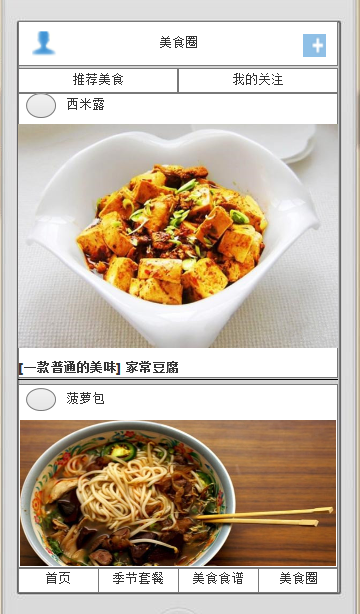 美食圈
推荐美食 我的关注
西米露
[一款普通的美味] 家常豆腐
菠萝包
首页 季节套餐 美食食谱 美食圈